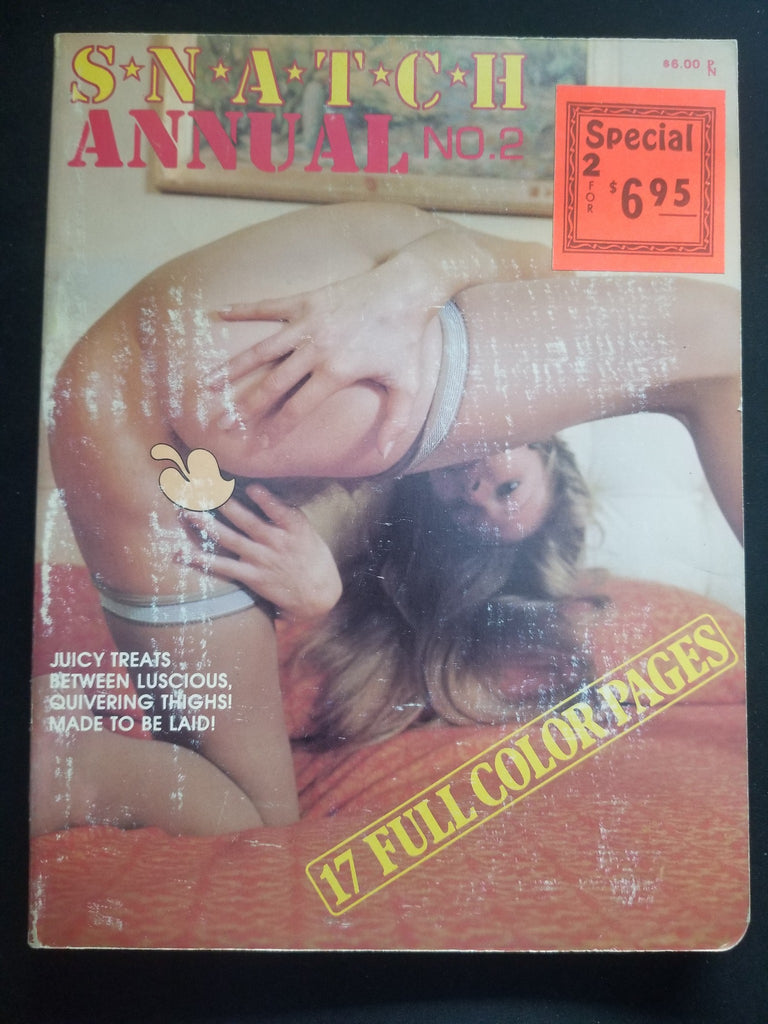 S★N★A★T★C★H
ANNUAL NO.2
$6.00 P N
Special
2 FOR $6.95
JUICY TREATS
BETWEEN LUSCIOUS,
QUIVERING THIGHS!
MADE TO BE LAID!
17 FULL COLOR PAGES